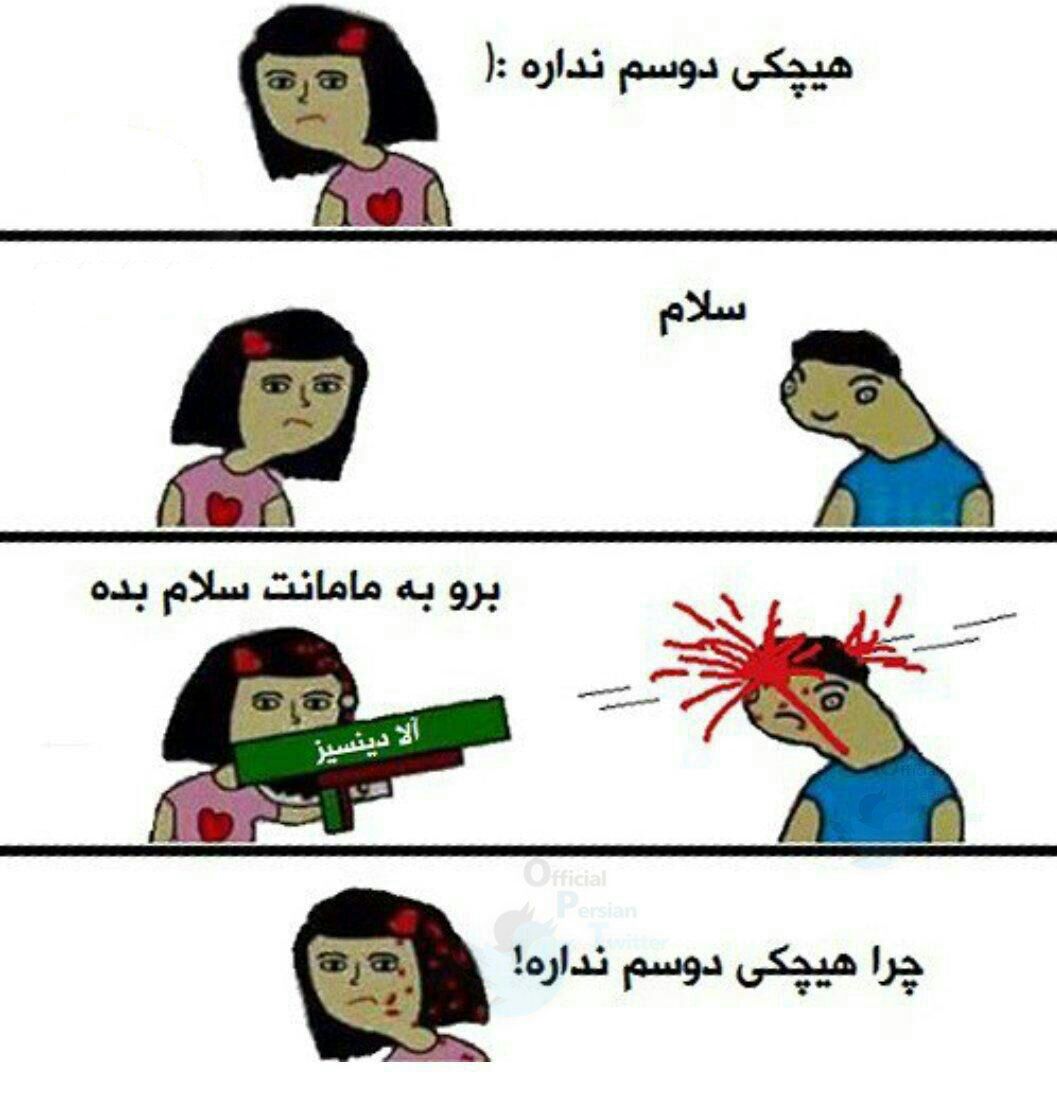 هیچکی دوسم نداره :(
سلام
برو به مامانت سلام بده
آلا دینسیز
Official
Persian
Twitter
چرا هیچکی دوسم نداره!